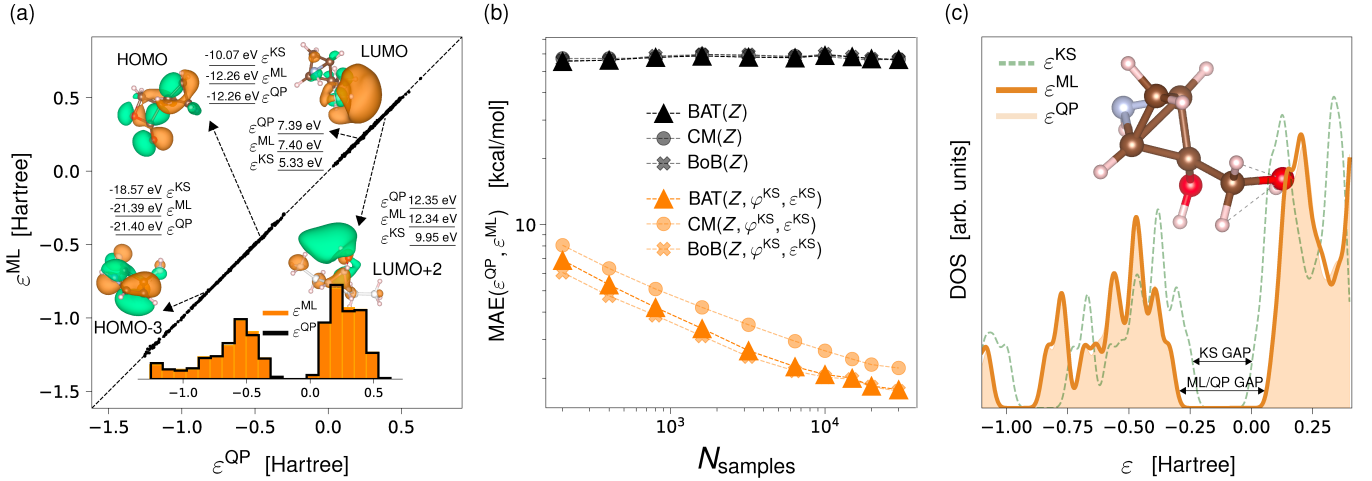 (a)
HOMO
-10.07 eV ε^KS
-12.26 eV ε^ML
-12.26 eV ε^QP
LUMO
ε^QP 7.39 eV
ε^ML 7.40 eV
ε^KS 5.33 eV
-18.57 eV ε^KS
-21.39 eV ε^ML
-21.40 eV ε^QP
HOMO-3
ε^QP 12.35 eV
ε^ML 12.34 eV
ε^KS 9.95 eV
LUMO+2
ε^ML
ε^QP
−1.0 −0.5 0.0 0.5
0.5
0.0
−0.5
−1.0
−1.5
ε^ML [Hartree]
−1.5 −1.0 −0.5 0.0 0.5
ε^QP [Hartree]
(b)
BAT(Z)
CM(Z)
BoB(Z)
BAT(Z, φ^KS, ε^KS)
CM(Z, φ^KS, ε^KS)
BoB(Z, φ^KS, ε^KS)
10
MAE(ε^QP, ε^ML) [kcal/mol]
10^3 10^4
N_samples
(c)
ε^KS
ε^ML
ε^QP
KS GAP
ML/QP GAP
DOS [arb. units]
−1.00 −0.75 −0.50 −0.25 0.00 0.25
ε [Hartree]